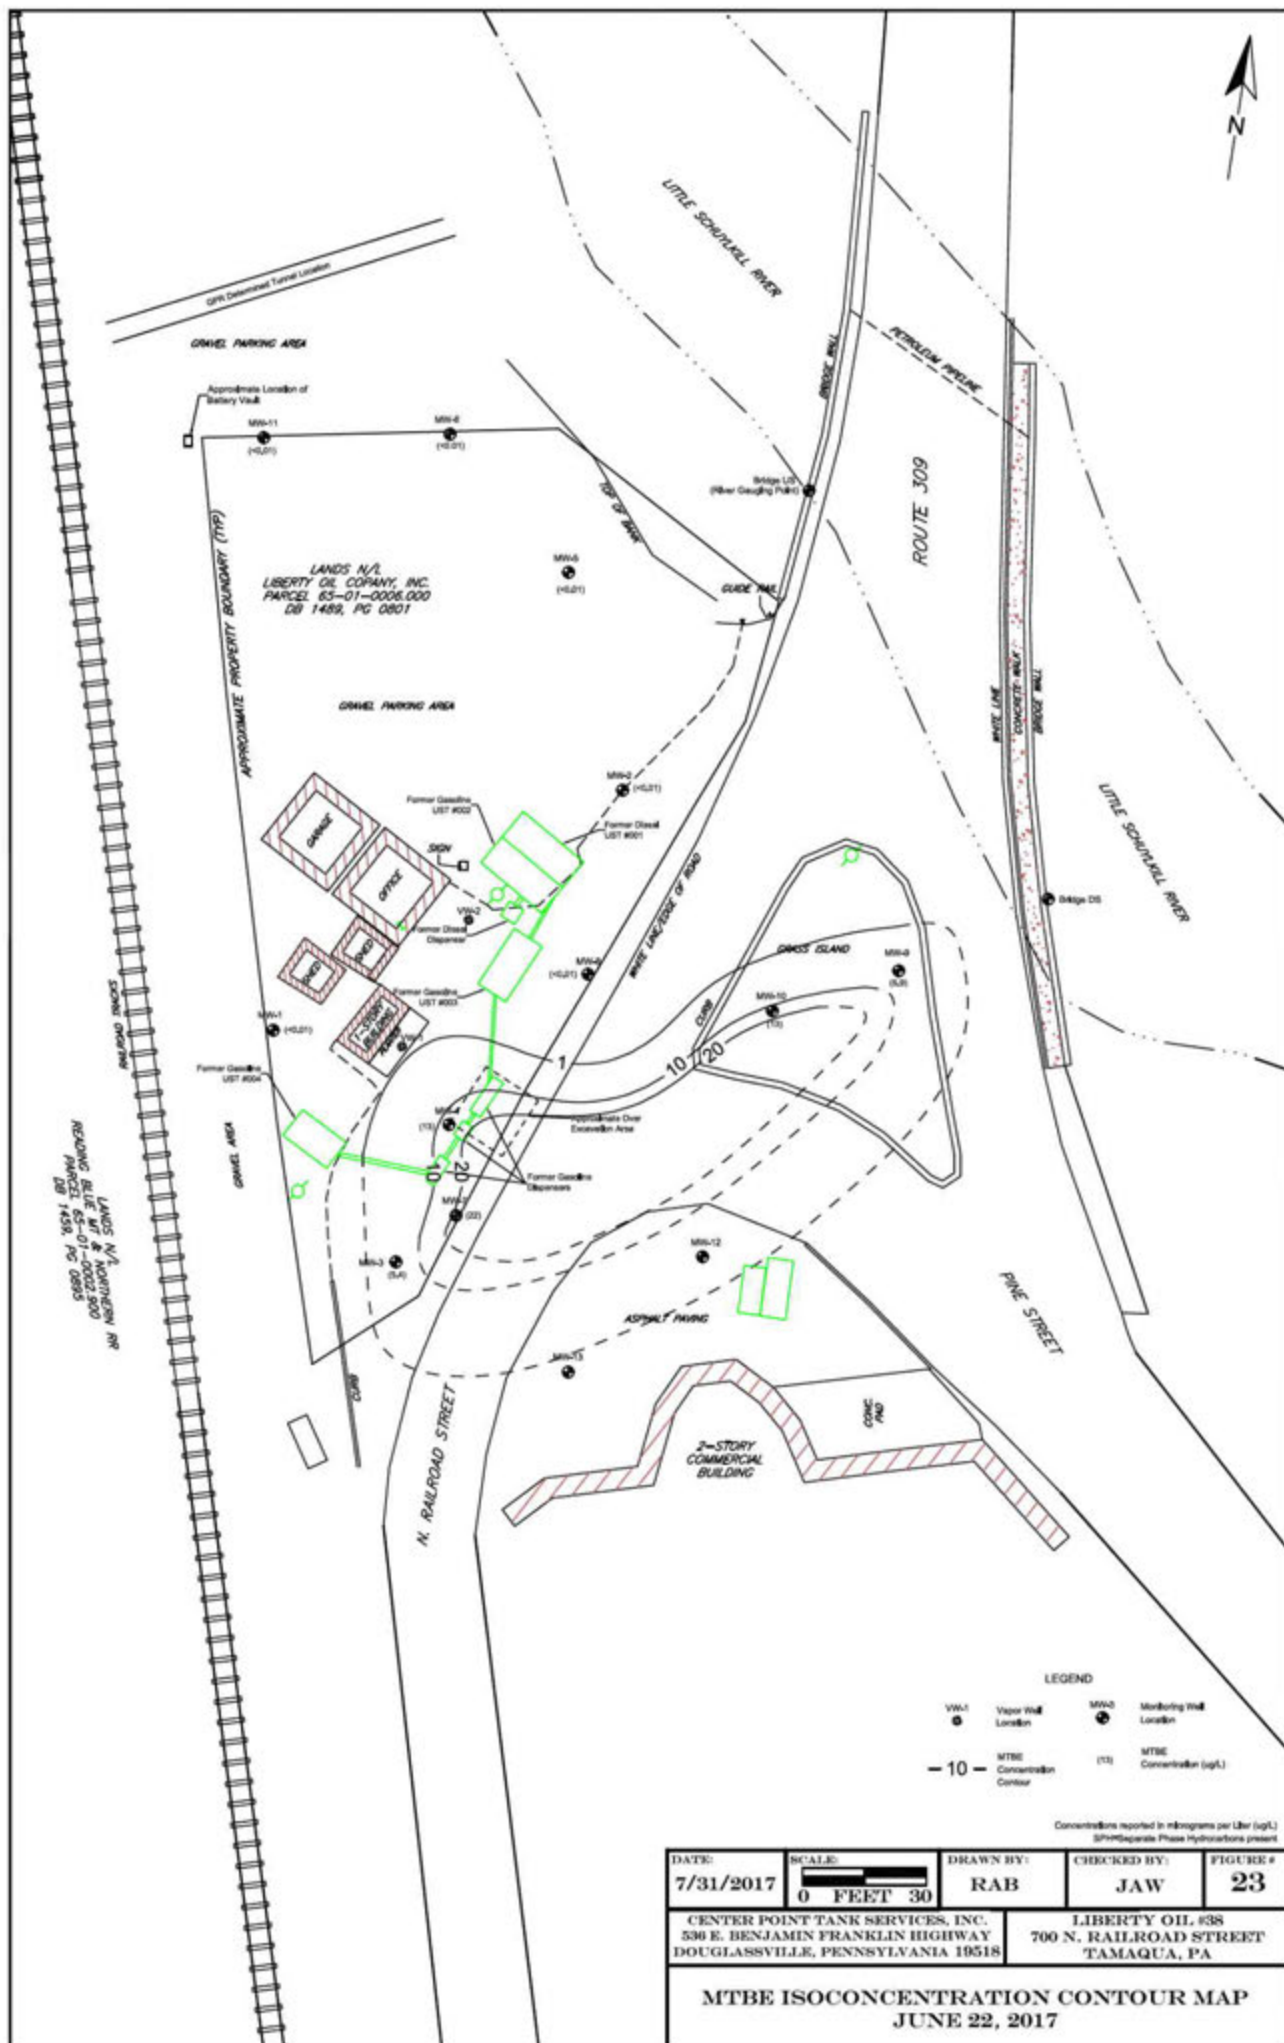 N
LITTLE SCHUYLKILL RIVER
GPR Determined Tunnel Location
GRAVEL PARKING AREA
BRIDGE WALL
PETROLEUM PIPELINE
Approximate Location of
Battery Vault
MW-11
(<0.01)
(<0.01)
Bridge US
(River Gauging Point)
TOP OF BANK
ROUTE 309
APPROXIMATE PROPERTY BOUNDARY (TYP)
MW-5
(<0.01)
LANDS N/L
LIBERTY OIL COPANY, INC.
PARCEL 65-01-0006.000
DB 1489, PG 0801
GUIDE RAIL
WHITE LINE
CONCRETE WALK
BRIDGE WALL
GRAVEL PARKING AREA
MW-2
(<0.01)
Former Gasoline
UST #002
Former Diesel
UST #001
LITTLE SCHUYLKILL RIVER
GARAGE
OFFICE
SIGN
WHITE LINE/EDGE OF ROAD
VW-2
Former Diesel
Dispenser
Bridge DS
SHED
SHED
GRASS ISLAND
MW-9
(<0.01)
RAILROAD TRACKS
Former Gasoline
UST #003
MW-10
(13)
CURB
MW-1
(<0.01)
1-STORY
BUILDING
1
10
20
Former Gasoline
UST #004
MW-4
(13)
Approximate Over
Excavation Area
GRAVEL AREA
10
20
Former Gasoline
Dispensers
LANDS N/L
READING BLUE MT & NORTHERN RR
PARCEL 65-01-0002.900
DB 1459, PG 0895
(22)
MW-3
(5.4)
MW-12
PINE STREET
ASPHALT PAVING
MW-13
CURB
CONC.
PAD
N. RAILROAD STREET
2-STORY
COMMERCIAL
BUILDING
LEGEND
VW-1
Vapor Well
Location
Monitoring Well
Location
10
MTBE
Concentration
Contour
(13)
MTBE
Concentration (ug/L)
Concentrations reported in micrograms per Liter (ug/L)
SPH=Separate Phase Hydrocarbons present
DATE:
7/31/2017
SCALE:
0 FEET 30
DRAWN BY:
RAB
CHECKED BY:
JAW
FIGURE #
23
CENTER POINT TANK SERVICES, INC.
536 E. BENJAMIN FRANKLIN HIGHWAY
DOUGLASSVILLE, PENNSYLVANIA 19518
LIBERTY OIL #38
700 N. RAILROAD STREET
TAMAQUA, PA
MTBE ISOCONCENTRATION CONTOUR MAP
JUNE 22, 2017